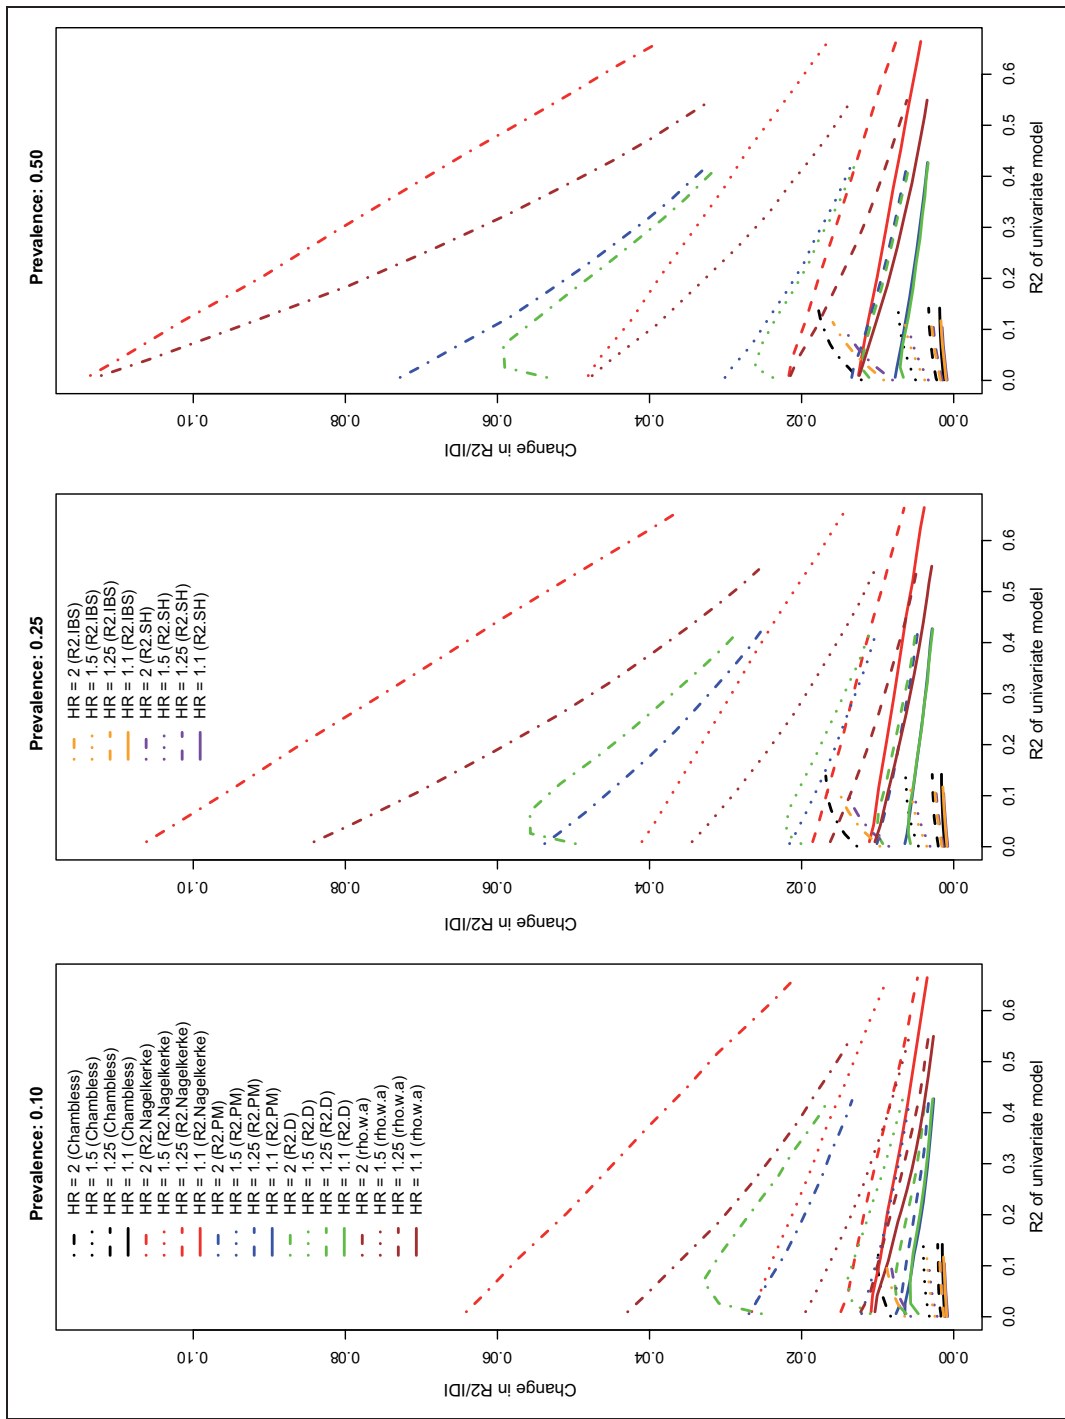 Prevalence: 0.10
HR = 2 (Chambless)
HR = 1.5 (Chambless)
HR = 1.25 (Chambless)
HR = 1.1 (Chambless)
HR = 2 (R2.Nagelkerke)
HR = 1.5 (R2.Nagelkerke)
HR = 1.25 (R2.Nagelkerke)
HR = 1.1 (R2.Nagelkerke)
HR = 2 (R2.PM)
HR = 1.5 (R2.PM)
HR = 1.25 (R2.PM)
HR = 1.1 (R2.PM)
HR = 2 (R2.D)
HR = 1.5 (R2.D)
HR = 1.25 (R2.D)
HR = 1.1 (R2.D)
HR = 2 (rho.w.a)
HR = 1.5 (rho.w.a)
HR = 1.25 (rho.w.a)
HR = 1.1 (rho.w.a)
Change in R2/IDI
0.10
0.08
0.06
0.04
0.02
0.00
0.0 0.1 0.2 0.3 0.4 0.5 0.6
R2 of univariate model
Prevalence: 0.25
HR = 2 (R2.IBS)
HR = 1.5 (R2.IBS)
HR = 1.25 (R2.IBS)
HR = 1.1 (R2.IBS)
HR = 2 (R2.SH)
HR = 1.5 (R2.SH)
HR = 1.25 (R2.SH)
HR = 1.1 (R2.SH)
Change in R2/IDI
0.10
0.08
0.06
0.04
0.02
0.00
0.0 0.1 0.2 0.3 0.4 0.5 0.6
R2 of univariate model
Prevalence: 0.50
Change in R2/IDI
0.10
0.08
0.06
0.04
0.02
0.00
0.0 0.1 0.2 0.3 0.4 0.5 0.6
R2 of univariate model